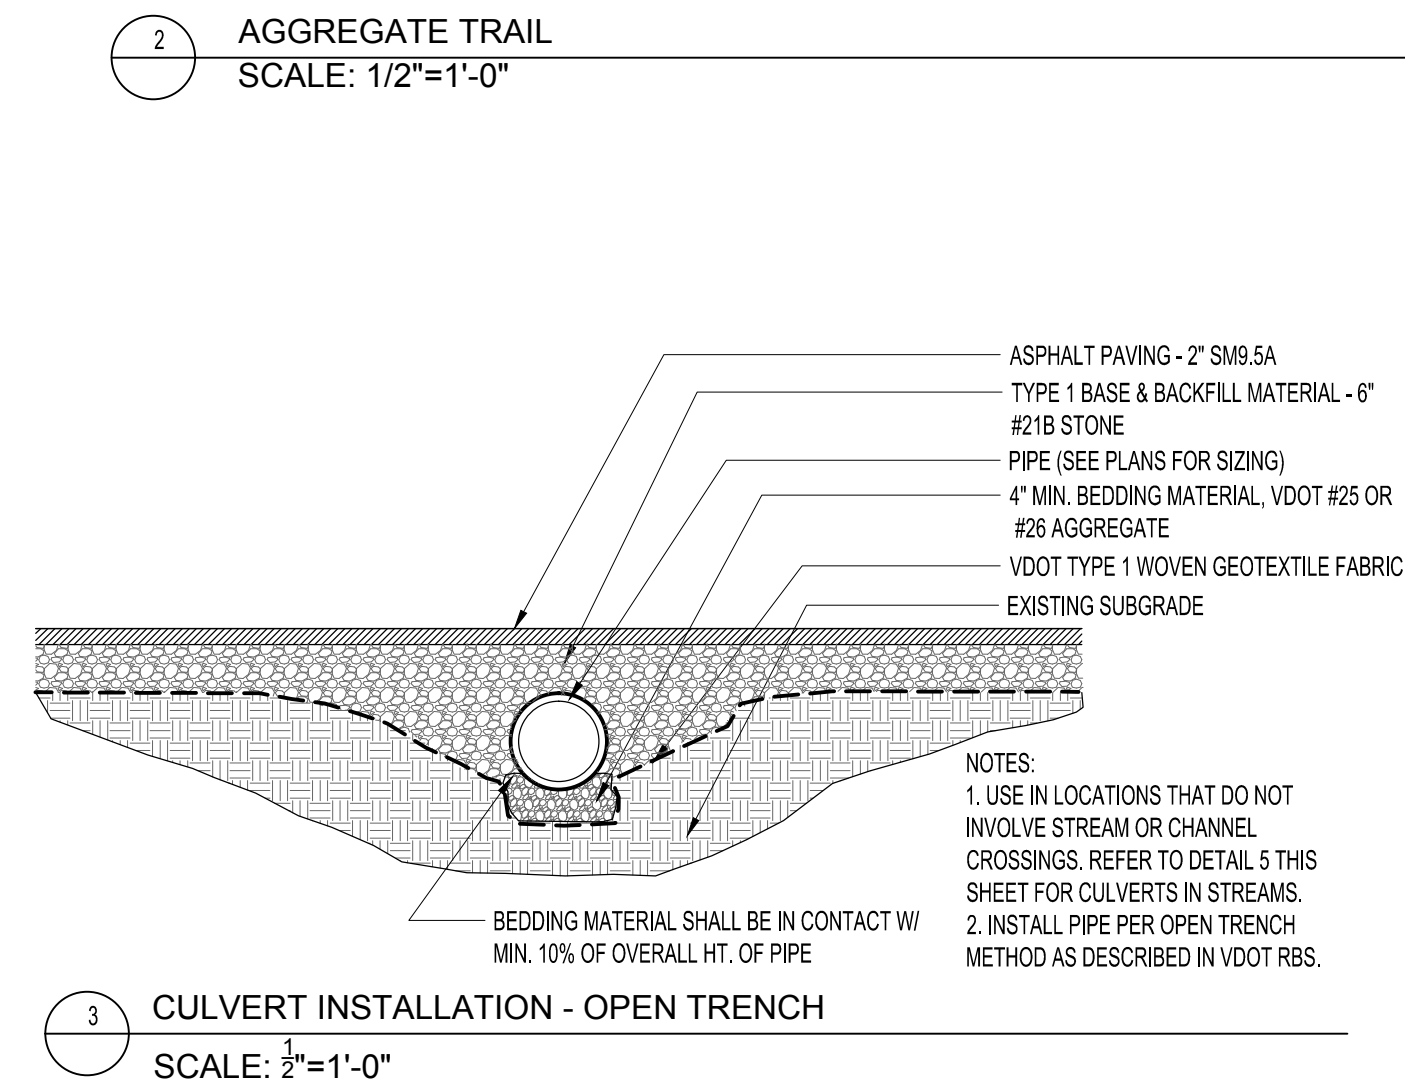 2
AGGREGATE TRAIL
SCALE: 1/2"=1'-0"
ASPHALT PAVING - 2" SM9.5A
TYPE 1 BASE & BACKFILL MATERIAL - 6"
#21B STONE
PIPE (SEE PLANS FOR SIZING)
4" MIN. BEDDING MATERIAL, VDOT #25 OR
#26 AGGREGATE
VDOT TYPE 1 WOVEN GEOTEXTILE FABRIC
EXISTING SUBGRADE
NOTES:
1. USE IN LOCATIONS THAT DO NOT
INVOLVE STREAM OR CHANNEL
CROSSINGS. REFER TO DETAIL 5 THIS
SHEET FOR CULVERTS IN STREAMS.
2. INSTALL PIPE PER OPEN TRENCH
METHOD AS DESCRIBED IN VDOT RBS.
BEDDING MATERIAL SHALL BE IN CONTACT W/
MIN. 10% OF OVERALL HT. OF PIPE
3
CULVERT INSTALLATION - OPEN TRENCH
SCALE: 1/2"=1'-0"